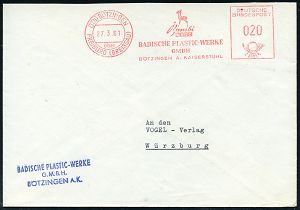 27.3.61
Bambi
BADISCHE PLASTIC-WERKE
GMBH
BÖTZINGEN A. KAISERSTUHL
DEUTSCHE
BUNDESPOST
020
An den
VOGEL - Verlag
Würzburg
BADISCHE PLASTIC-WERKE
G.M.B.H.
BÖTZINGEN A.K.